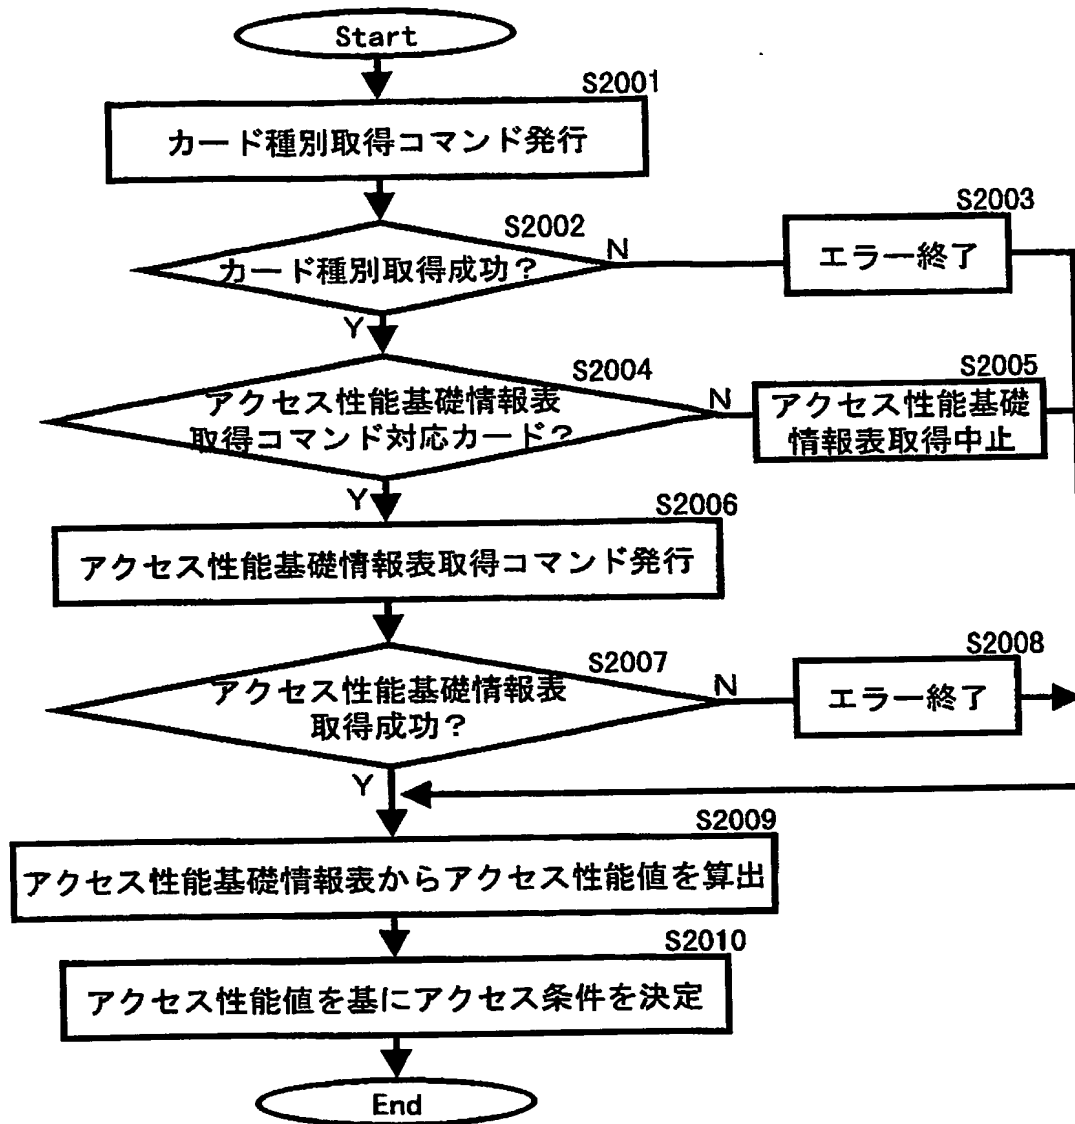 Start
S2001
カード種別取得コマンド発行
S2002
カード種別取得成功？
N
S2003
エラー終了
Y
S2004
アクセス性能基礎情報表
取得コマンド対応カード？
N
S2005
アクセス性能基礎
情報表取得中止
Y
S2006
アクセス性能基礎情報表取得コマンド発行
S2007
アクセス性能基礎情報表
取得成功？
N
S2008
エラー終了
Y
S2009
アクセス性能基礎情報表からアクセス性能値を算出
S2010
アクセス性能値を基にアクセス条件を決定
End